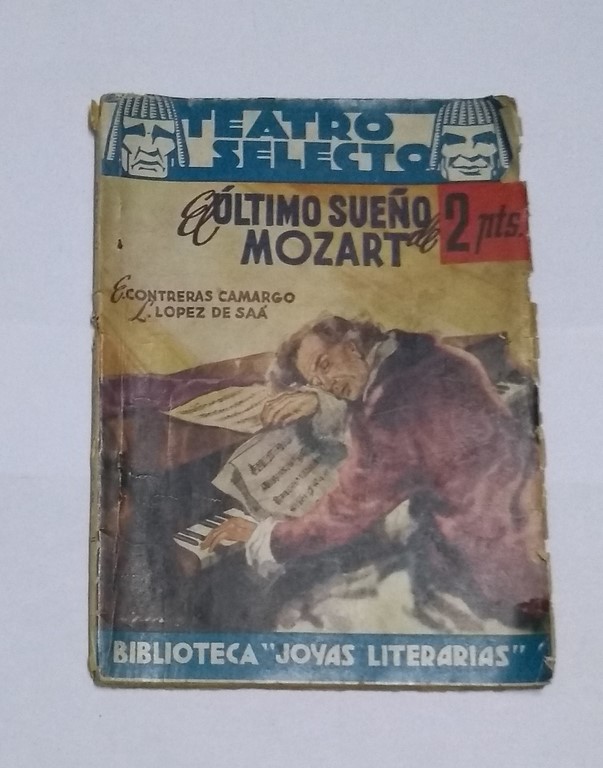 TEATRO
SELECTO
El ÚLTIMO SUEÑO de
MOZART
2 pts.
E. CONTRERAS CAMARGO
L. LOPEZ DE SAÁ
BIBLIOTECA "JOYAS LITERARIAS"